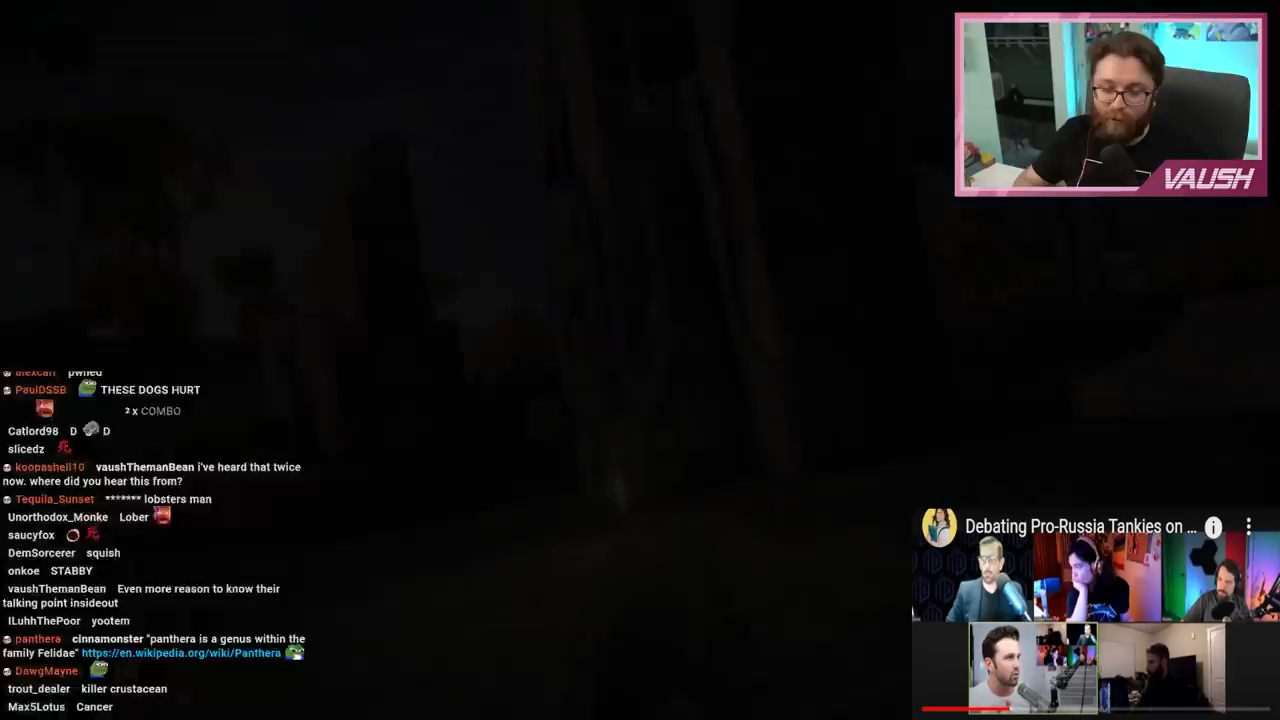 VAUSH
alexcarr pwned
PaulDSSB THESE DOGS HURT
2 x COMBO
Catlord98 D D
slicedz 死
koopashell10 vaushThemanBean i've heard that twice
now. where did you hear this from?
Tequila_Sunset ******* lobsters man
Unorthodox_Monke Lober
saucyfox 死
DemSorcerer squish
onkoe STABBY
vaushThemanBean Even more reason to know their
talking point insideout
ILuhhThePoor yootem
panthera cinnamonster "panthera is a genus within the
family Felidae" https://en.wikipedia.org/wiki/Panthera
DawgMayne
trout_dealer killer crustacean
Max5Lotus Cancer
Debating Pro-Russia Tankies on ...